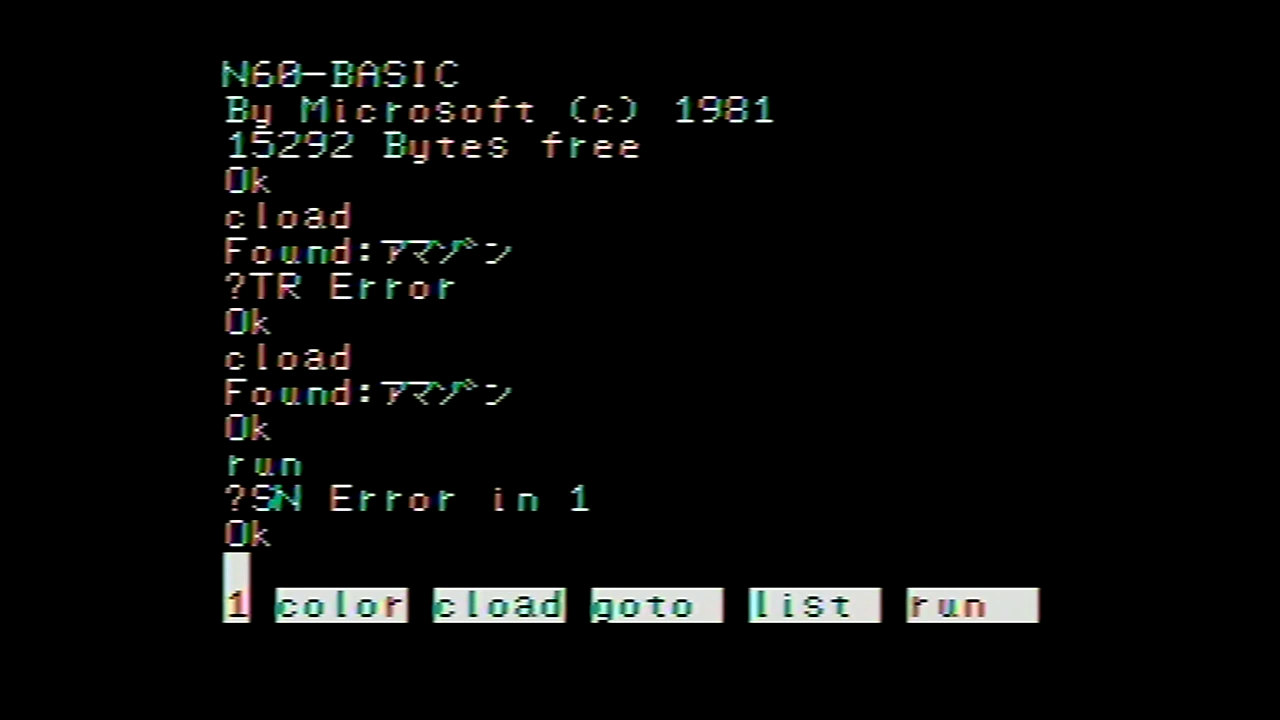 N60-BASIC
By Microsoft (c) 1981
15292 Bytes free
Ok
cload
Found:アマゾン
?TR Error
Ok
cload
Found:アマゾン
Ok
run
?SN Error in 1
Ok
1 color cload goto list run